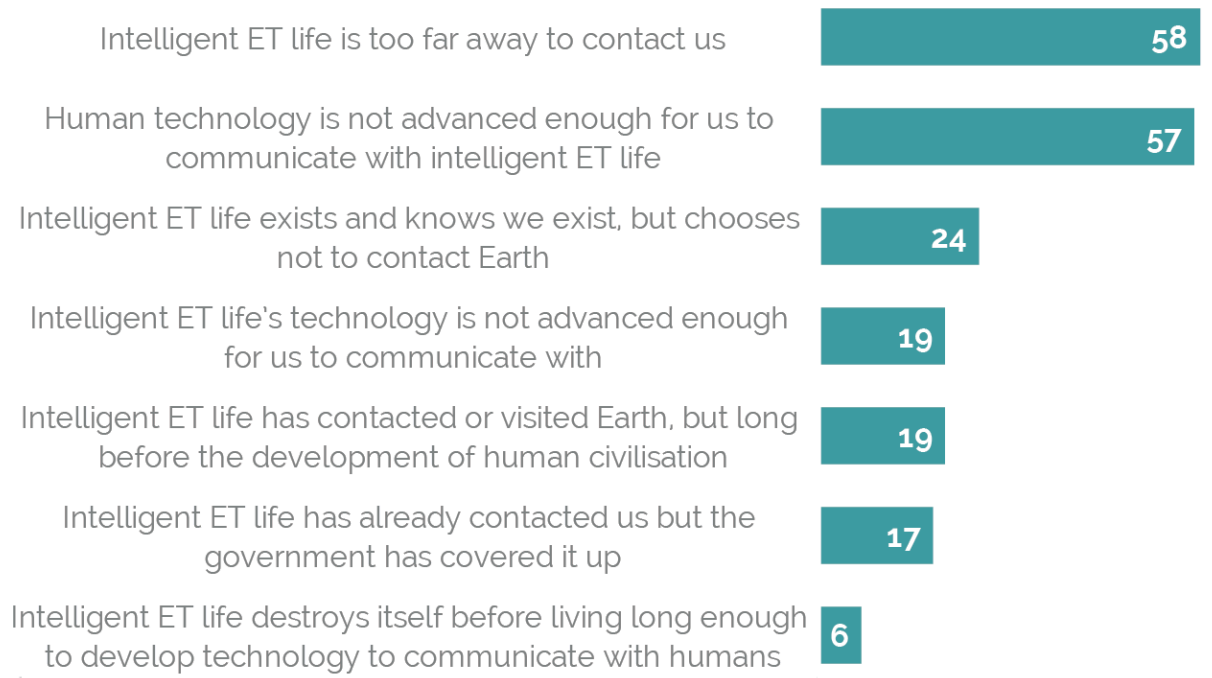 Intelligent ET life is too far away to contact us
58
Human technology is not advanced enough for us to
communicate with intelligent ET life
57
Intelligent ET life exists and knows we exist, but chooses
not to contact Earth
24
Intelligent ET life's technology is not advanced enough
for us to communicate with
19
Intelligent ET life has contacted or visited Earth, but long
before the development of human civilisation
19
Intelligent ET life has already contacted us but the
government has covered it up
17
Intelligent ET life destroys itself before living long enough
to develop technology to communicate with humans
6